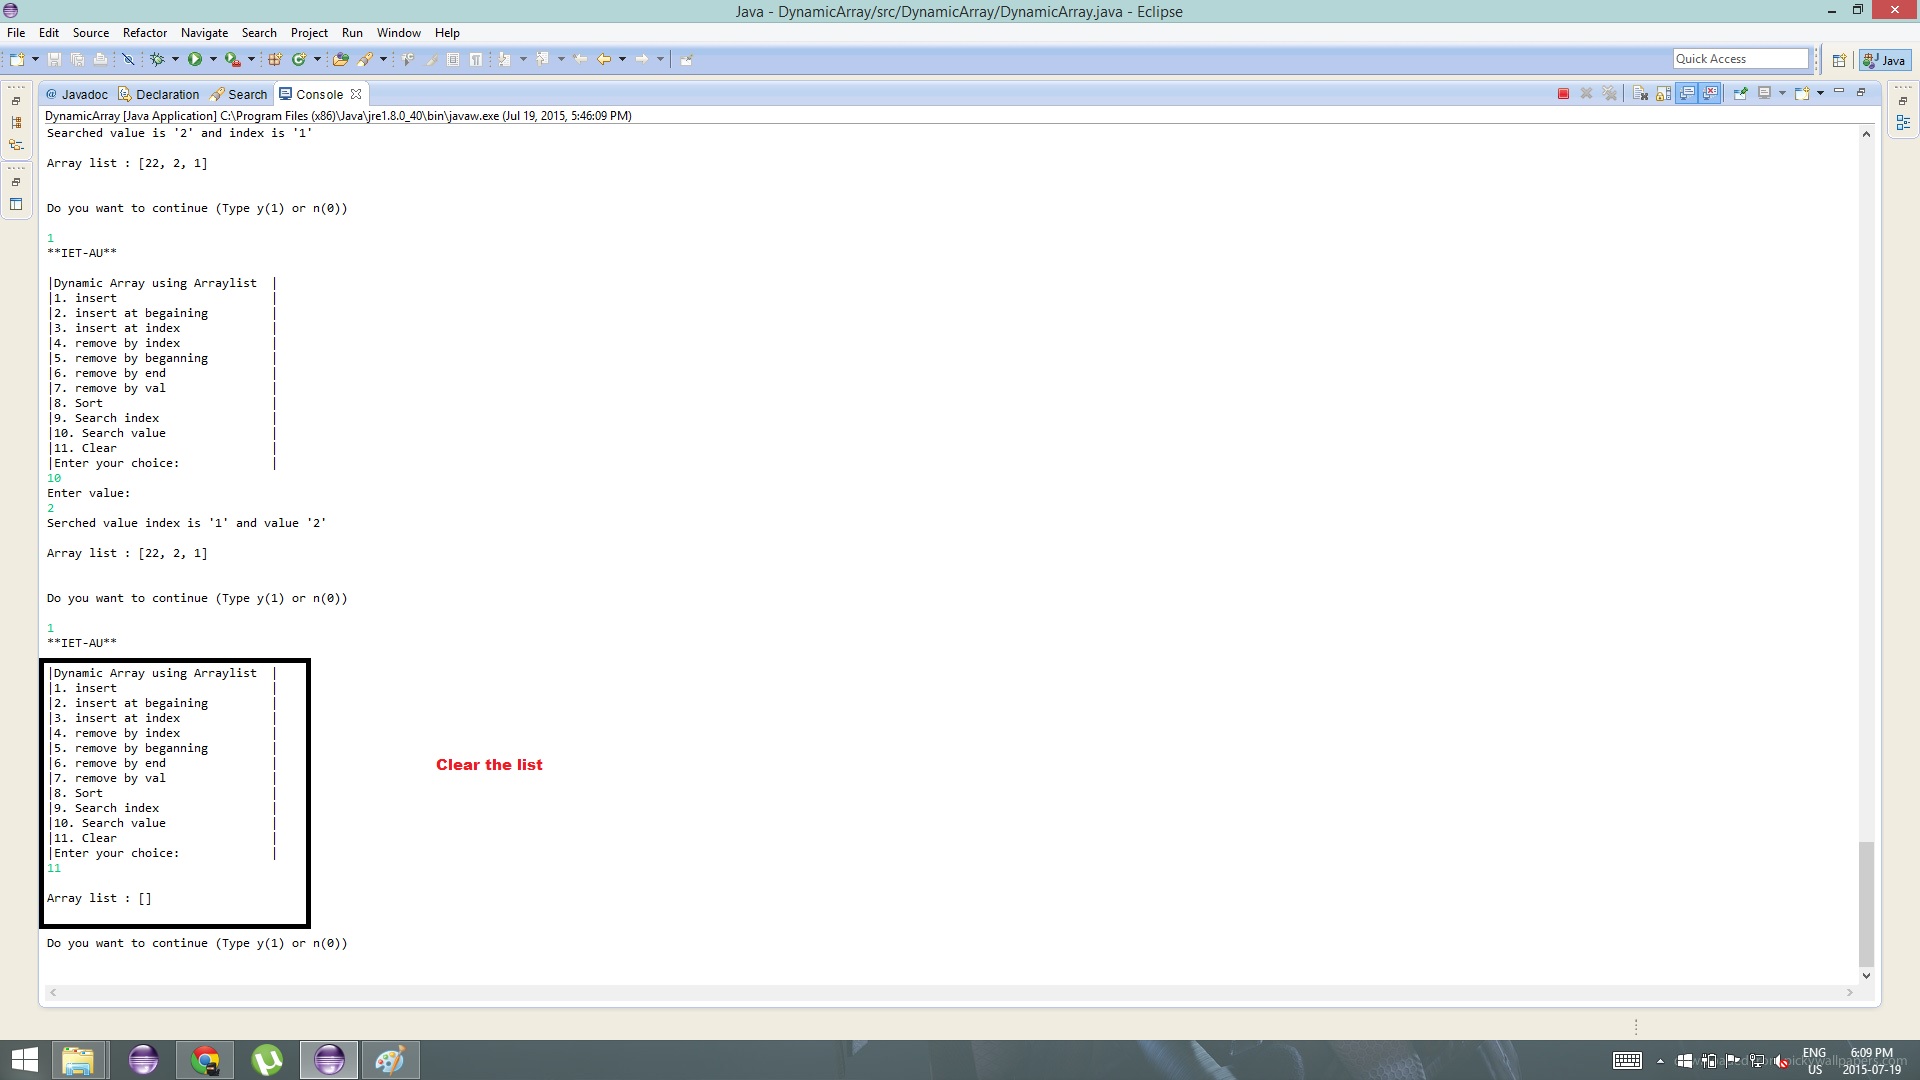 Java - DynamicArray/src/DynamicArray/DynamicArray.java - Eclipse
File Edit Source Refactor Navigate Search Project Run Window Help
Quick Access
Java
@ Javadoc Declaration Search Console
DynamicArray [Java Application] C:\Program Files (x86)\Java\jre1.8.0_40\bin\javaw.exe (Jul 19, 2015, 5:46:09 PM)
Searched value is '2' and index is '1'
Array list : [22, 2, 1]
Do you want to continue (Type y(1) or n(0))
1
**IET-AU**
|Dynamic Array using Arraylist |
|1. insert |
|2. insert at begaining |
|3. insert at index |
|4. remove by index |
|5. remove by beganning |
|6. remove by end |
|7. remove by val |
|8. Sort |
|9. Search index |
|10. Search value |
|11. Clear |
|Enter your choice: |
10
Enter value:
2
Serched value index is '1' and value '2'
Array list : [22, 2, 1]
Do you want to continue (Type y(1) or n(0))
1
**IET-AU**
|Dynamic Array using Arraylist |
|1. insert |
|2. insert at begaining |
|3. insert at index |
|4. remove by index |
|5. remove by beganning |
|6. remove by end |
|7. remove by val |
|8. Sort |
|9. Search index |
|10. Search value |
|11. Clear |
|Enter your choice: |
11
Clear the list
Array list : []
Do you want to continue (Type y(1) or n(0))
ENG 6:09 PM
US 2015-07-19